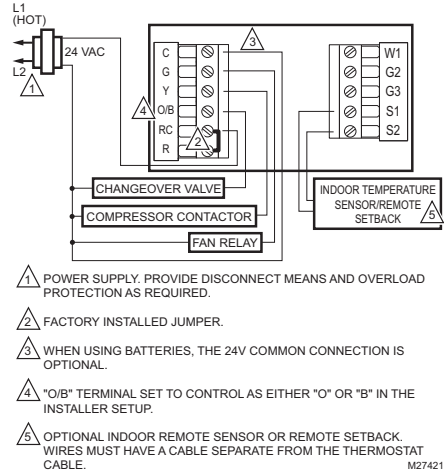 L1
(HOT)
24 VAC
L2
1
3
C
G
Y
4
O/B
RC
2
R
W1
G2
G3
S1
S2
CHANGEOVER VALVE
COMPRESSOR CONTACTOR
FAN RELAY
INDOOR TEMPERATURE
SENSOR/REMOTE
SETBACK
5
1 POWER SUPPLY. PROVIDE DISCONNECT MEANS AND OVERLOAD
PROTECTION AS REQUIRED.
2 FACTORY INSTALLED JUMPER.
3 WHEN USING BATTERIES, THE 24V COMMON CONNECTION IS
OPTIONAL.
4 "O/B" TERMINAL SET TO CONTROL AS EITHER "O" OR "B" IN THE
INSTALLER SETUP.
5 OPTIONAL INDOOR REMOTE SENSOR OR REMOTE SETBACK.
WIRES MUST HAVE A CABLE SEPARATE FROM THE THERMOSTAT
CABLE.
M27421